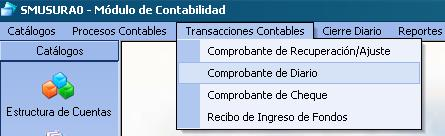 SMUSURA0 - Módulo de Contabilidad
Catálogos Procesos Contables Transacciones Contables Cierre Diario Reportes
Catálogos
Estructura de Cuentas
Comprobante de Recuperación/Ajuste
Comprobante de Diario
Comprobante de Cheque
Recibo de Ingreso de Fondos